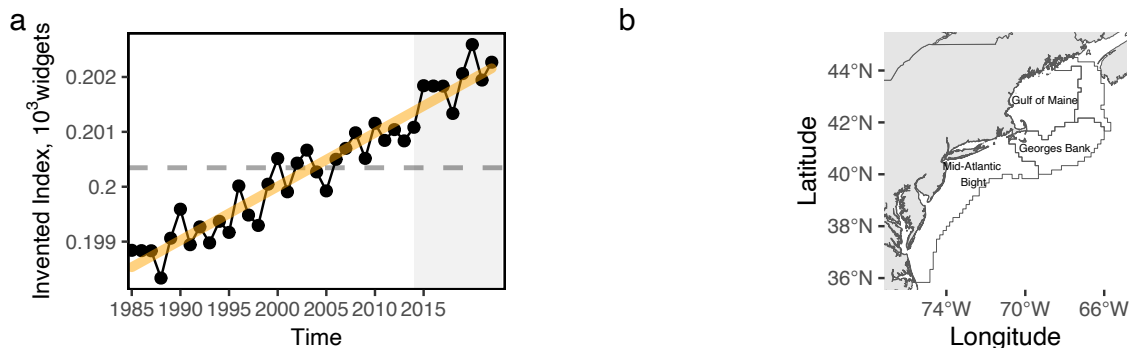 a
Invented Index, 10³widgets
0.202
0.201
0.2
0.199
1985 1990 1995 2000 2005 2010 2015
Time
b
Latitude
44°N
42°N
40°N
38°N
36°N
Gulf of Maine
Georges Bank
Mid-Atlantic
Bight
74°W 70°W 66°W
Longitude